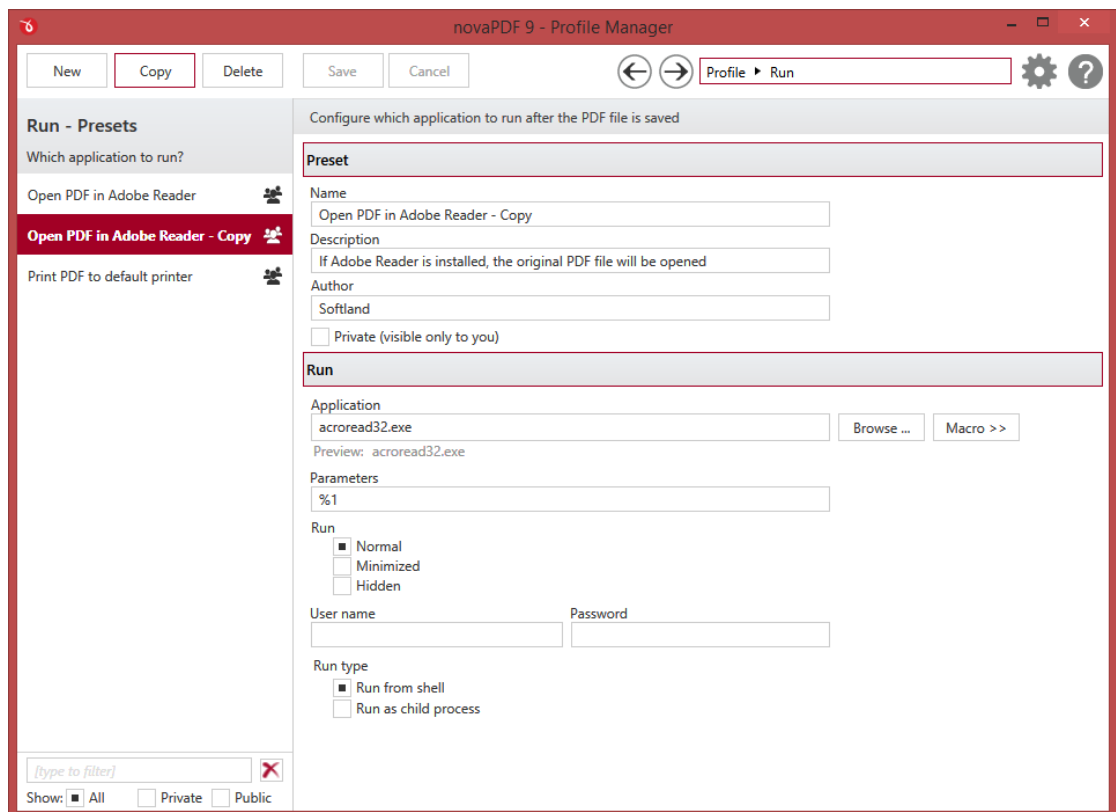 novaPDF 9 - Profile Manager
New Copy Delete Save Cancel Profile Run
Run - Presets
Which application to run?
Open PDF in Adobe Reader
Open PDF in Adobe Reader - Copy
Print PDF to default printer
[type to filter]
Show: All Private Public
Configure which application to run after the PDF file is saved
Preset
Name
Open PDF in Adobe Reader - Copy
Description
If Adobe Reader is installed, the original PDF file will be opened
Author
Softland
Private (visible only to you)
Run
Application
acroread32.exe Browse ... Macro >>
Preview: acroread32.exe
Parameters
%1
Run
Normal
Minimized
Hidden
User name Password
Run type
Run from shell
Run as child process